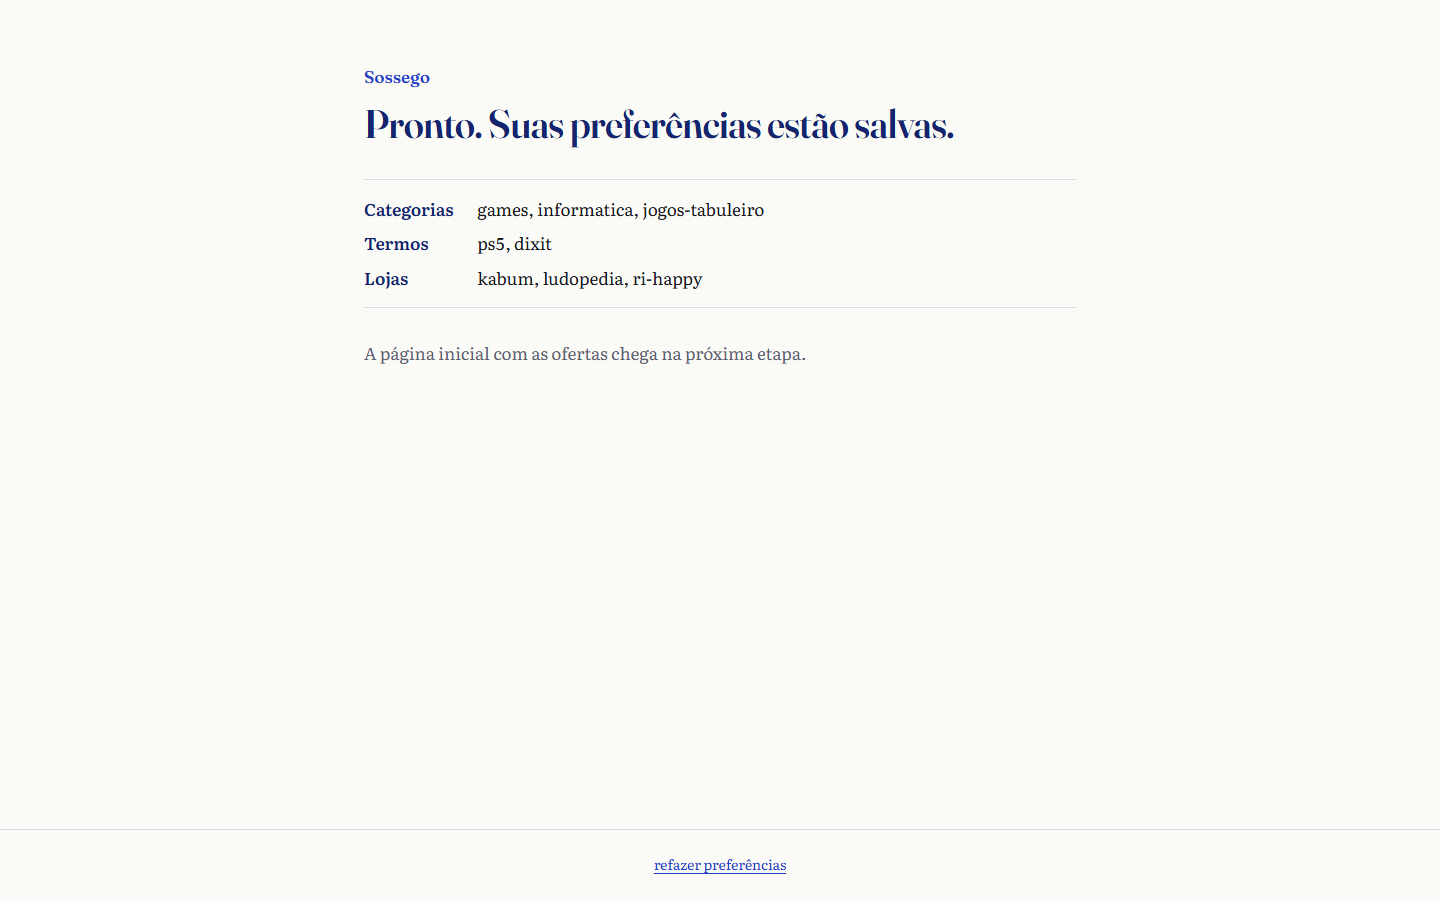 Sossego
Pronto. Suas preferências estão salvas.
Categorias games, informatica, jogos-tabuleiro
Termos ps5, dixit
Lojas kabum, ludopedia, ri-happy
A página inicial com as ofertas chega na próxima etapa.
refazer preferências